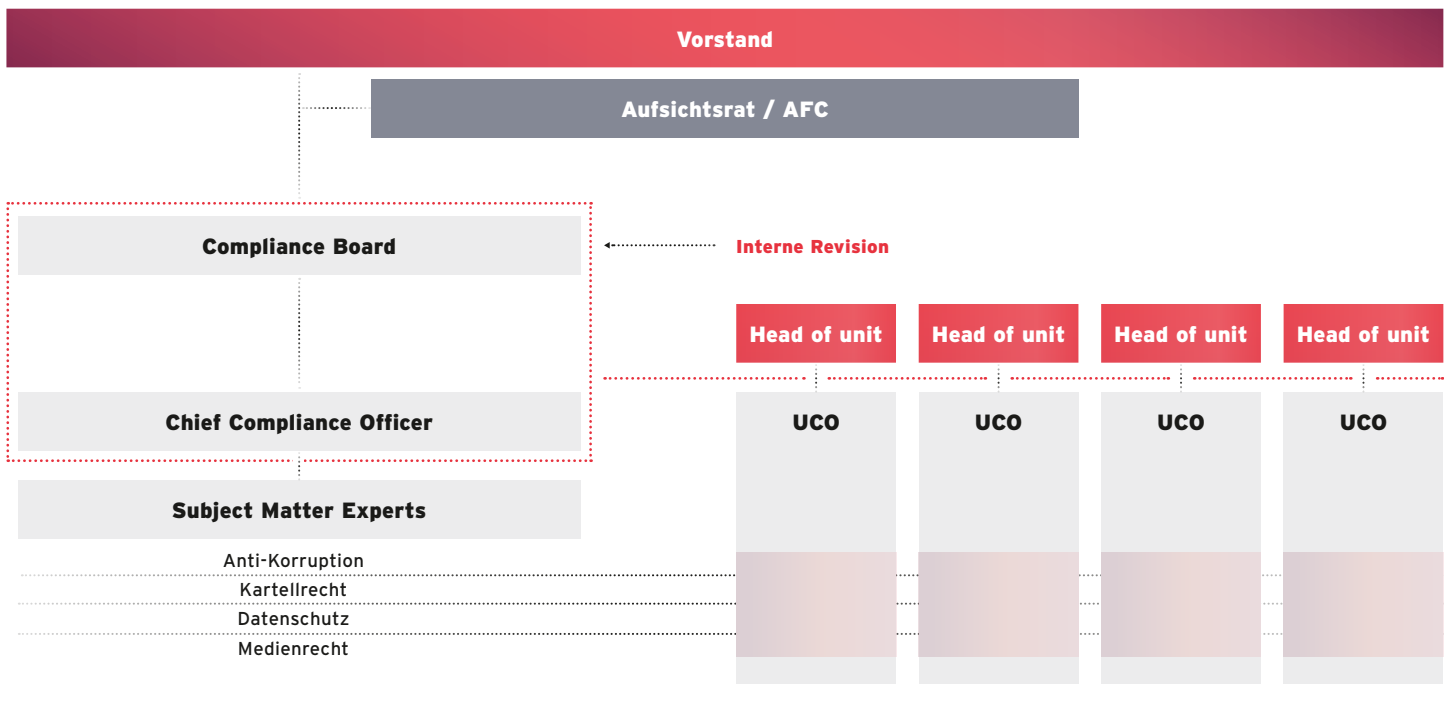 Vorstand
Aufsichtsrat / AFC
Compliance Board
Interne Revision
Head of unit
Head of unit
Head of unit
Head of unit
Chief Compliance Officer
UCO
UCO
UCO
UCO
Subject Matter Experts
Anti-Korruption
Kartellrecht
Datenschutz
Medienrecht